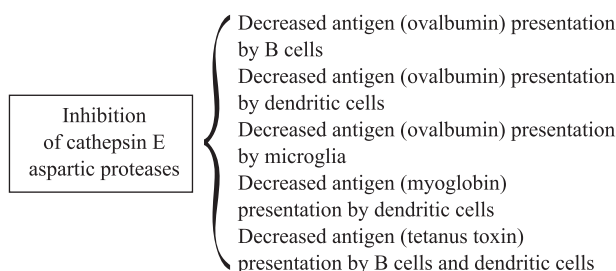 Inhibition
of cathepsin E
aspartic proteases
Decreased antigen (ovalbumin) presentation
by B cells
Decreased antigen (ovalbumin) presentation
by dendritic cells
Decreased antigen (ovalbumin) presentation
by microglia
Decreased antigen (myoglobin)
presentation by dendritic cells
Decreased antigen (tetanus toxin)
presentation by B cells and dendritic cells